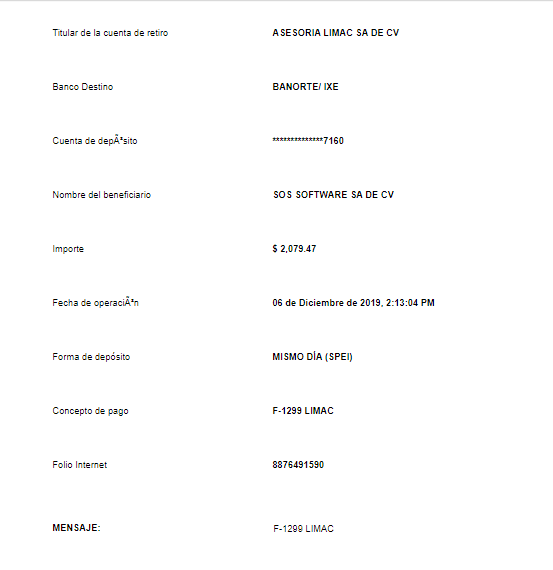 Titular de la cuenta de retiro ASESORIA LIMAC SA DE CV
Banco Destino BANORTE/ IXE
Cuenta de depÃ³sito **************7160
Nombre del beneficiario SOS SOFTWARE SA DE CV
Importe $ 2,079.47
Fecha de operaciÃ³n 06 de Diciembre de 2019, 2:13:04 PM
Forma de depósito MISMO DÍA (SPEI)
Concepto de pago F-1299 LIMAC
Folio Internet 8876491590
MENSAJE: F-1299 LIMAC